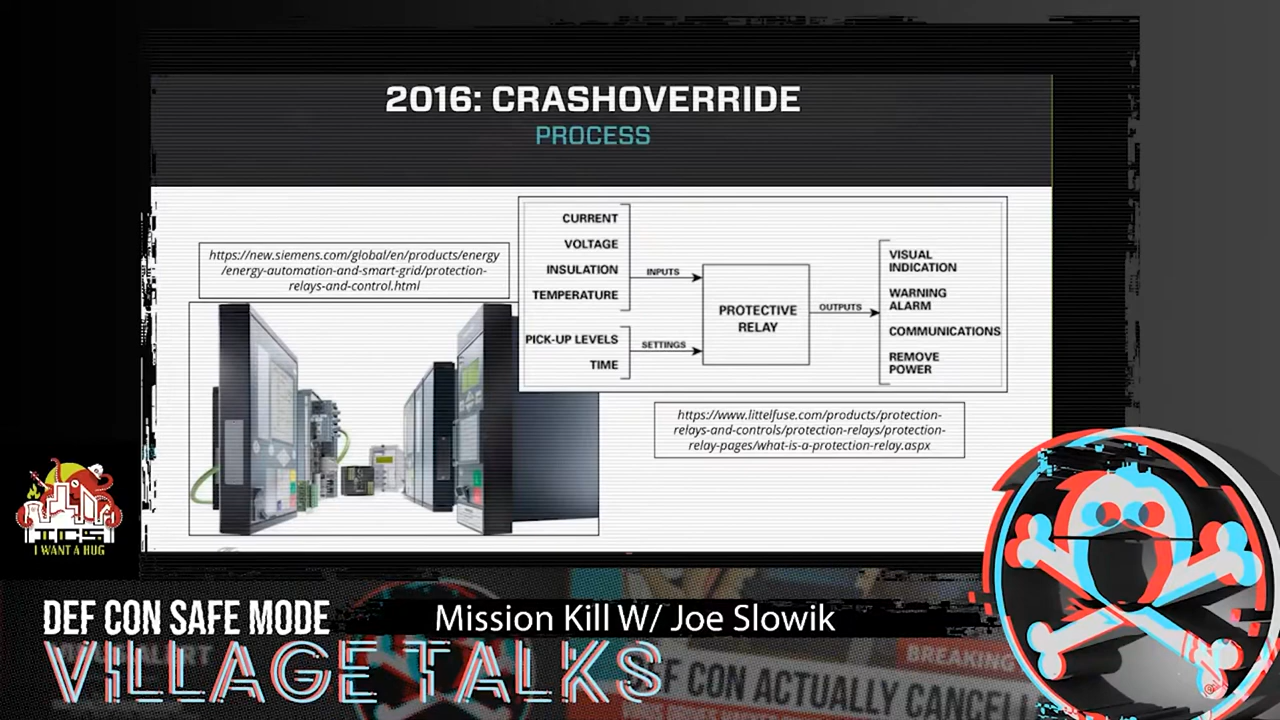 2016: CRASHOVERRIDE
PROCESS
https://new.siemens.com/global/en/products/energy
/energy-automation-and-smart-grid/protection-
relays-and-control.html
CURRENT
VOLTAGE
INSULATION
TEMPERATURE
INPUTS
PICK-UP LEVELS
TIME
SETTINGS
PROTECTIVE
RELAY
OUTPUTS
VISUAL
INDICATION
WARNING
ALARM
COMMUNICATIONS
REMOVE
POWER
https://www.littelfuse.com/products/protection-
relays-and-controls/protection-relays/protection-
relay-pages/what-is-a-protection-relay.aspx
ICS
I WANT A HUG
DEF CON SAFE MODE
Mission Kill W/ Joe Slowik
VILLAGE TALKS
BREAKING
DEF CON ACTUALLY CANCELL